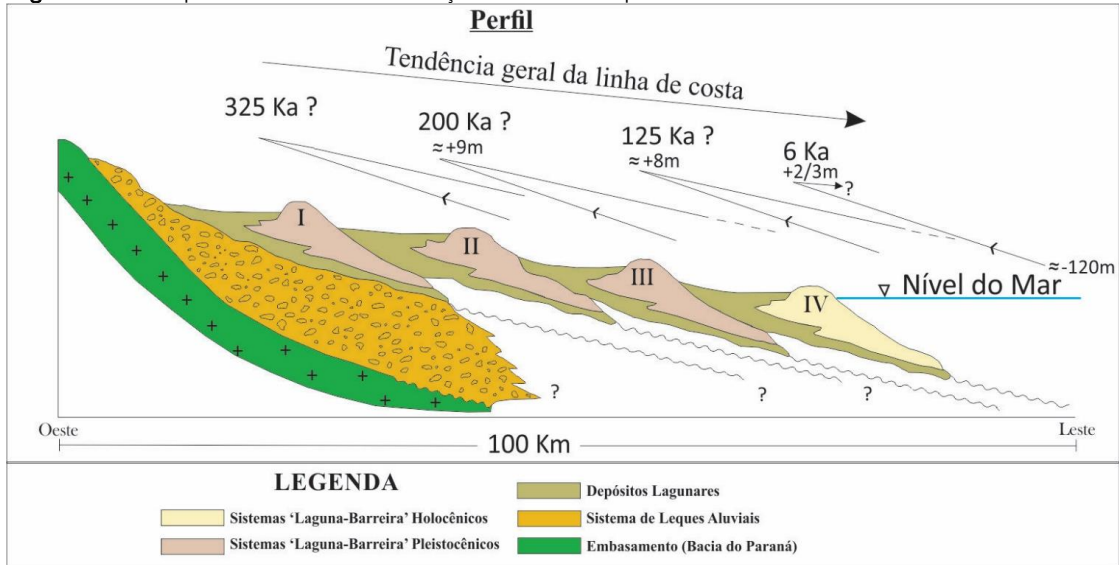 Perfil
Tendência geral da linha de costa
325 Ka ?
200 Ka ?
≈+9m
125 Ka ?
≈+8m
6 Ka
+2/3m
?
≈-120m
Nível do Mar
I
II
III
IV
?
?
?
Oeste
100 Km
Leste
LEGENDA
Sistemas 'Laguna-Barreira' Holocênicos
Sistemas 'Laguna-Barreira' Pleistocênicos
Depósitos Lagunares
Sistema de Leques Aluviais
Embasamento (Bacia do Paraná)